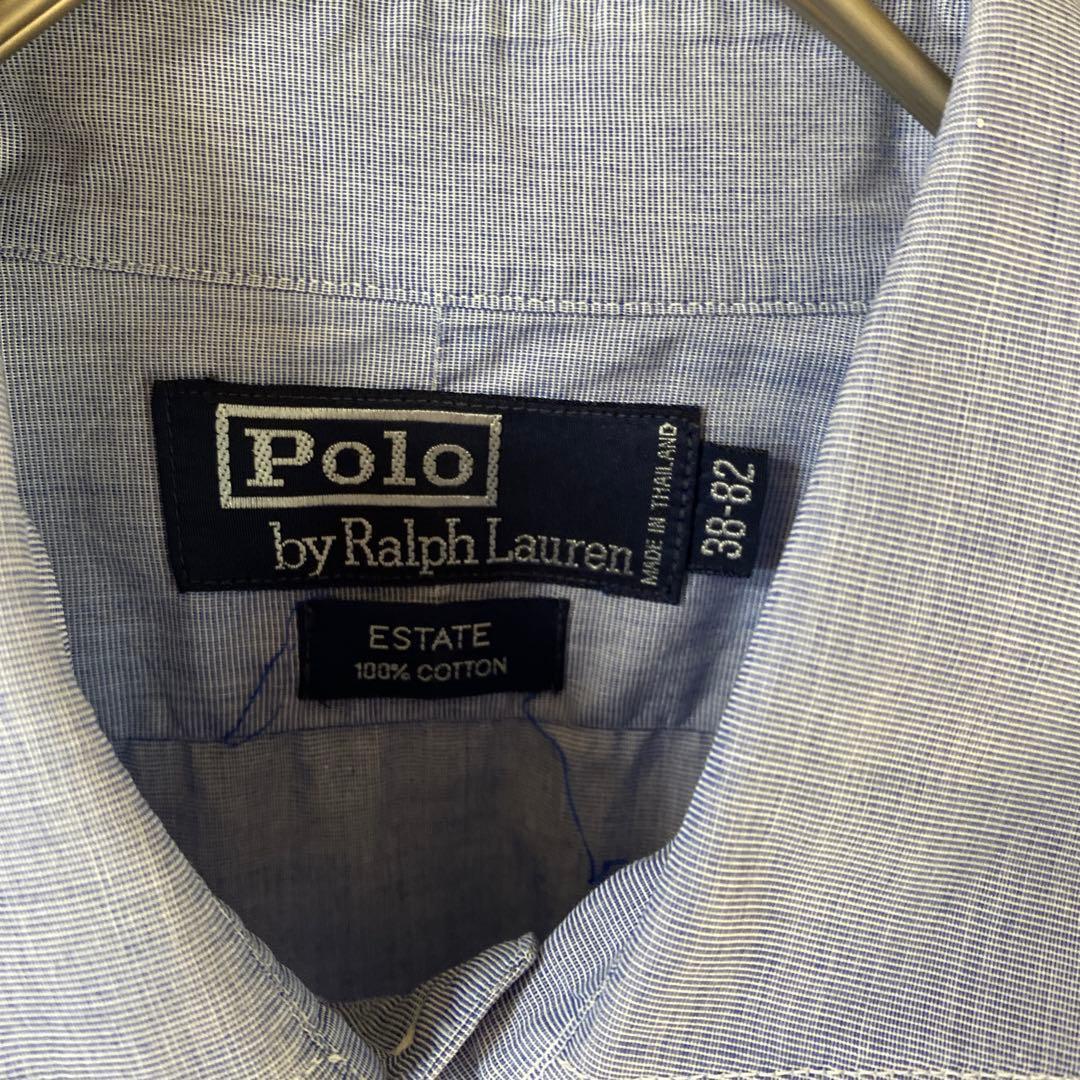 Polo
by Ralph Lauren
MADE IN THAILAND
38-82
ESTATE
100% COTTON